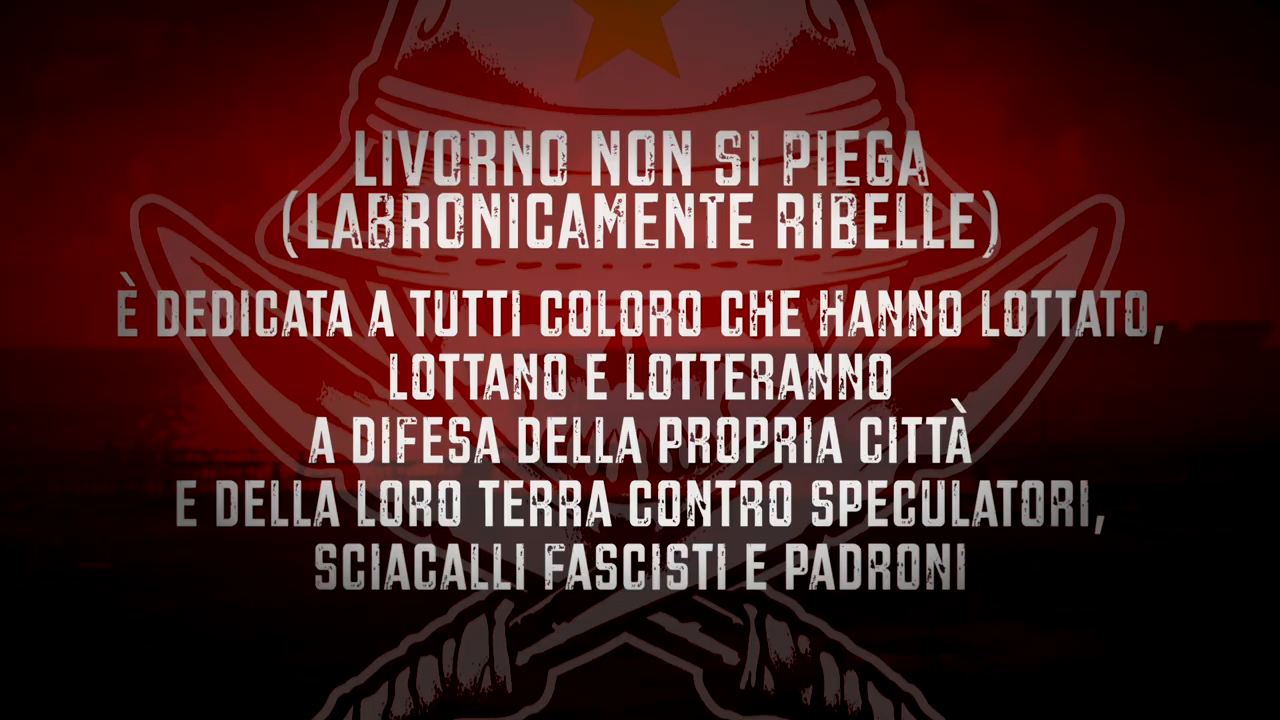 LIVORNO NON SI PIEGA
(LABRONICAMENTE RIBELLE)
È DEDICATA A TUTTI COLORO CHE HANNO LOTTATO,
LOTTANO E LOTTERANNO
A DIFESA DELLA PROPRIA CITTÀ
E DELLA LORO TERRA CONTRO SPECULATORI,
SCIACALLI FASCISTI E PADRONI